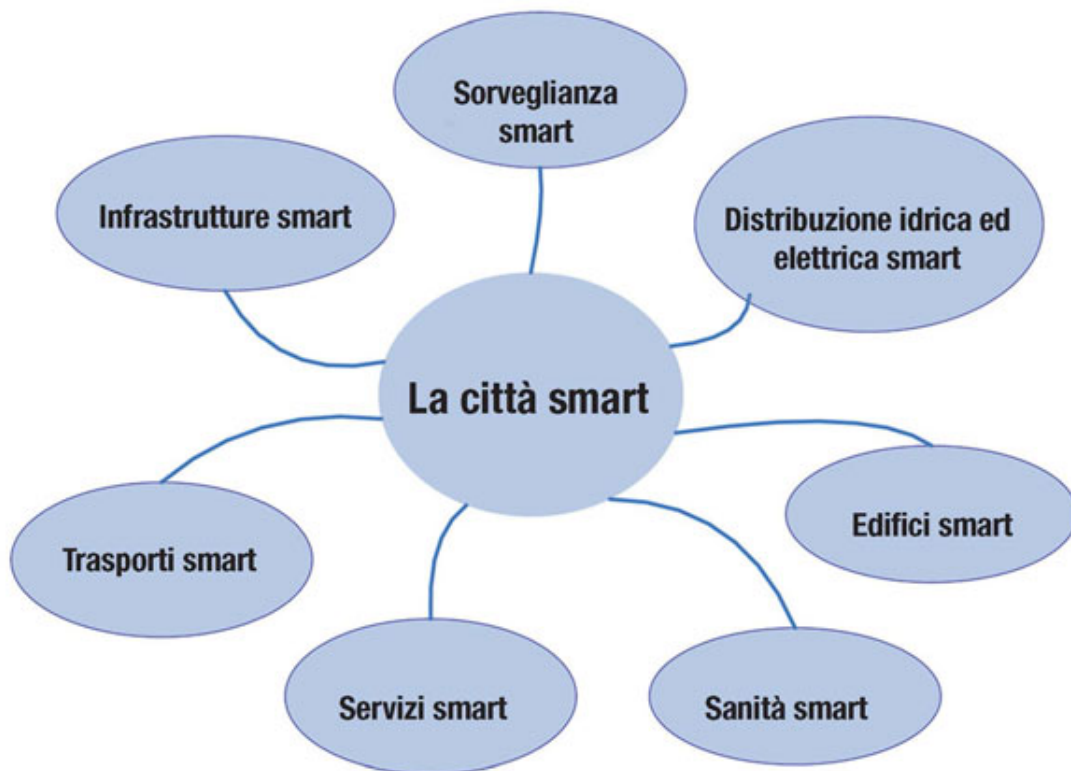 Sorveglianza
smart
Infrastrutture smart
Distribuzione idrica ed
elettrica smart
La città smart
Edifici smart
Trasporti smart
Servizi smart
Sanità smart